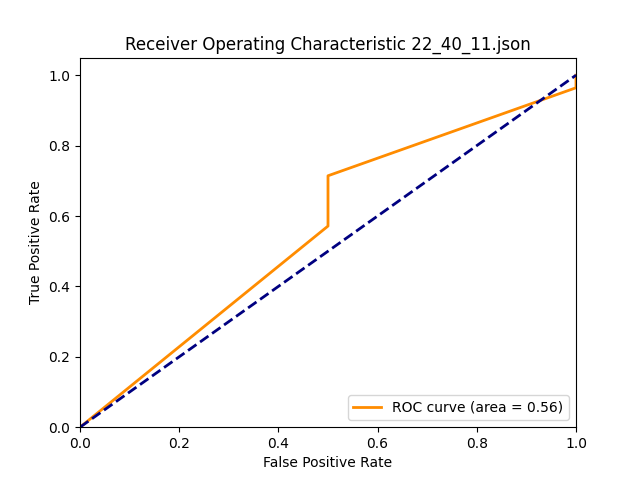 Receiver Operating Characteristic 22_40_11.json
True Positive Rate
1.0
0.8
0.6
0.4
0.2
0.0
ROC curve (area = 0.56)
0.0 0.2 0.4 0.6 0.8 1.0
False Positive Rate